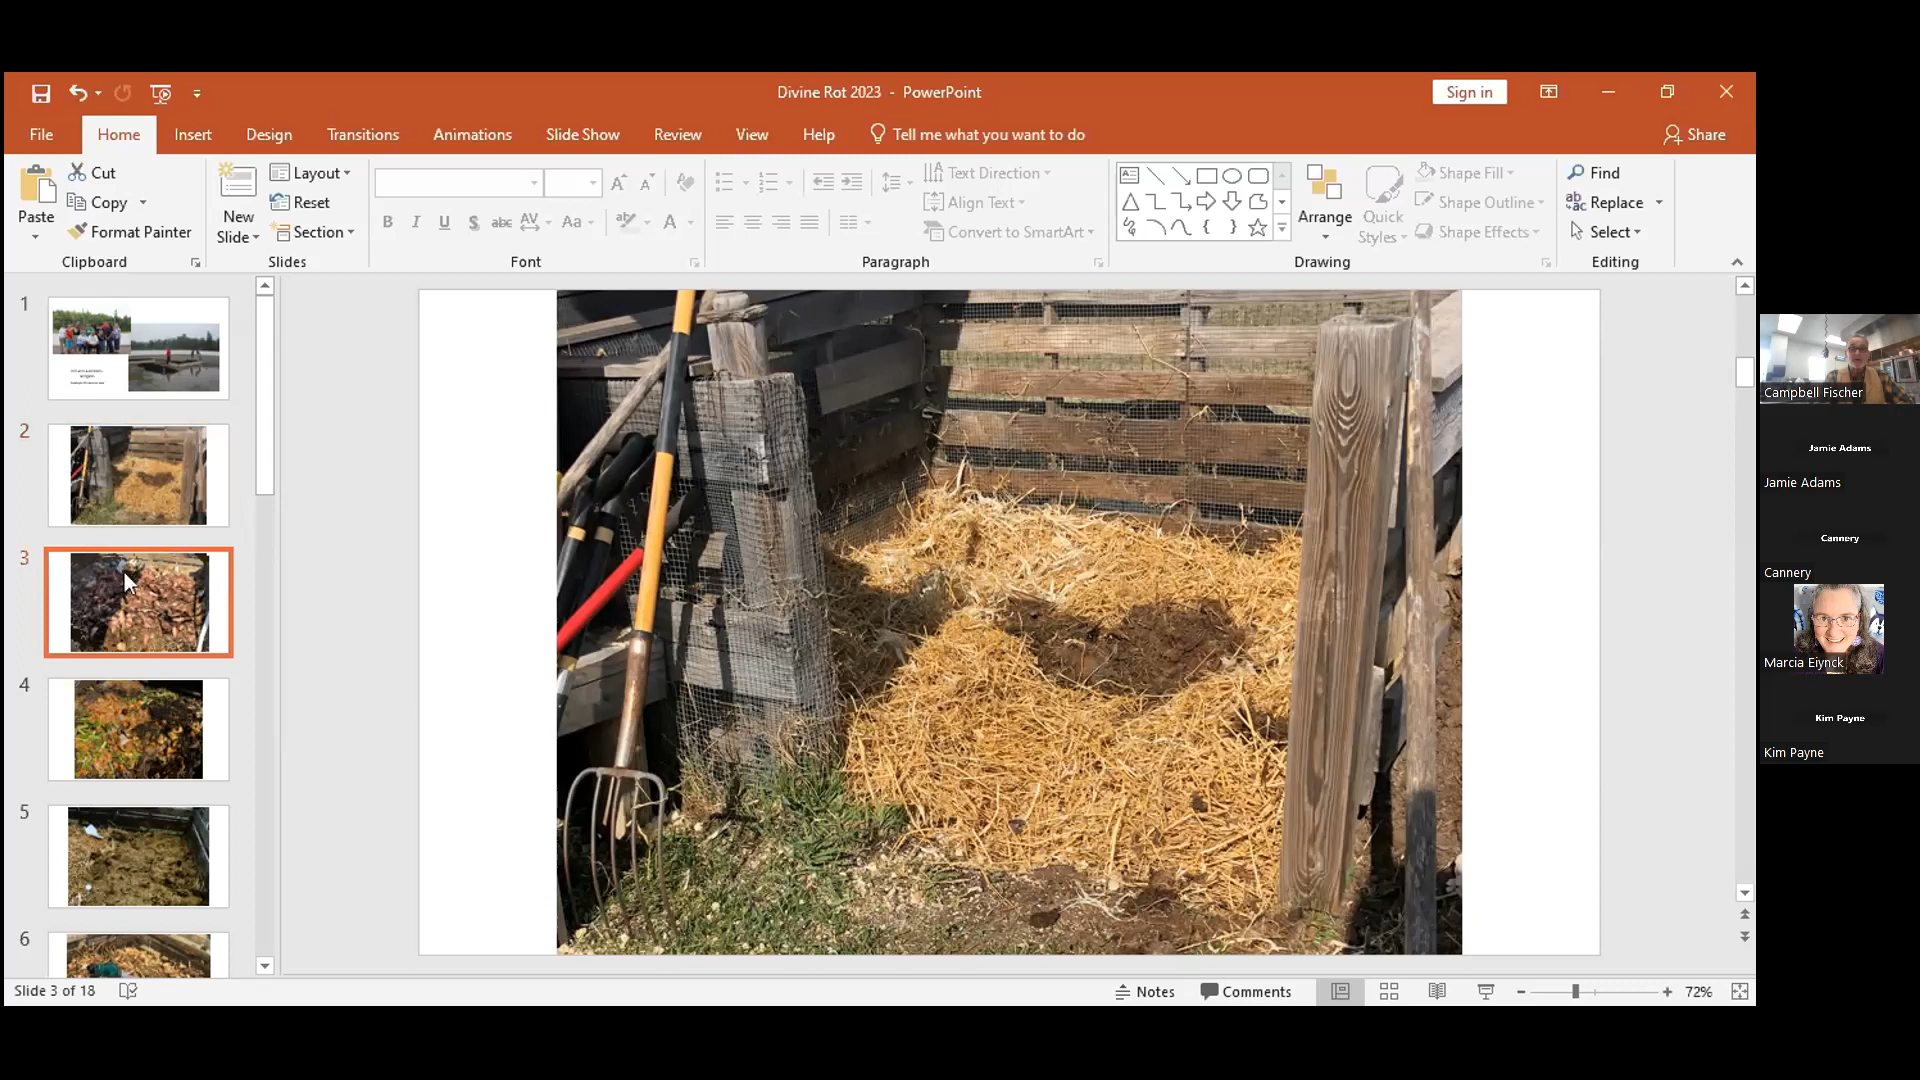 Divine Rot 2023 - PowerPoint
Sign in
File Home Insert Design Transitions Animations Slide Show Review View Help Tell me what you want to do Share
Paste
Cut
Copy
Format Painter
Clipboard
New Slide
Layout
Reset
Section
Slides
B I U S abc AV Aa A
Font
Text Direction
Align Text
Convert to SmartArt
Paragraph
Arrange
Quick Styles
Shape Fill
Shape Outline
Shape Effects
Drawing
Find
Replace
Select
Editing
1
2
3
4
5
6
Campbell Fischer
Jamie Adams
Jamie Adams
Cannery
Cannery
Marcia Eiynck
Kim Payne
Kim Payne
Slide 3 of 18
Notes Comments 72%